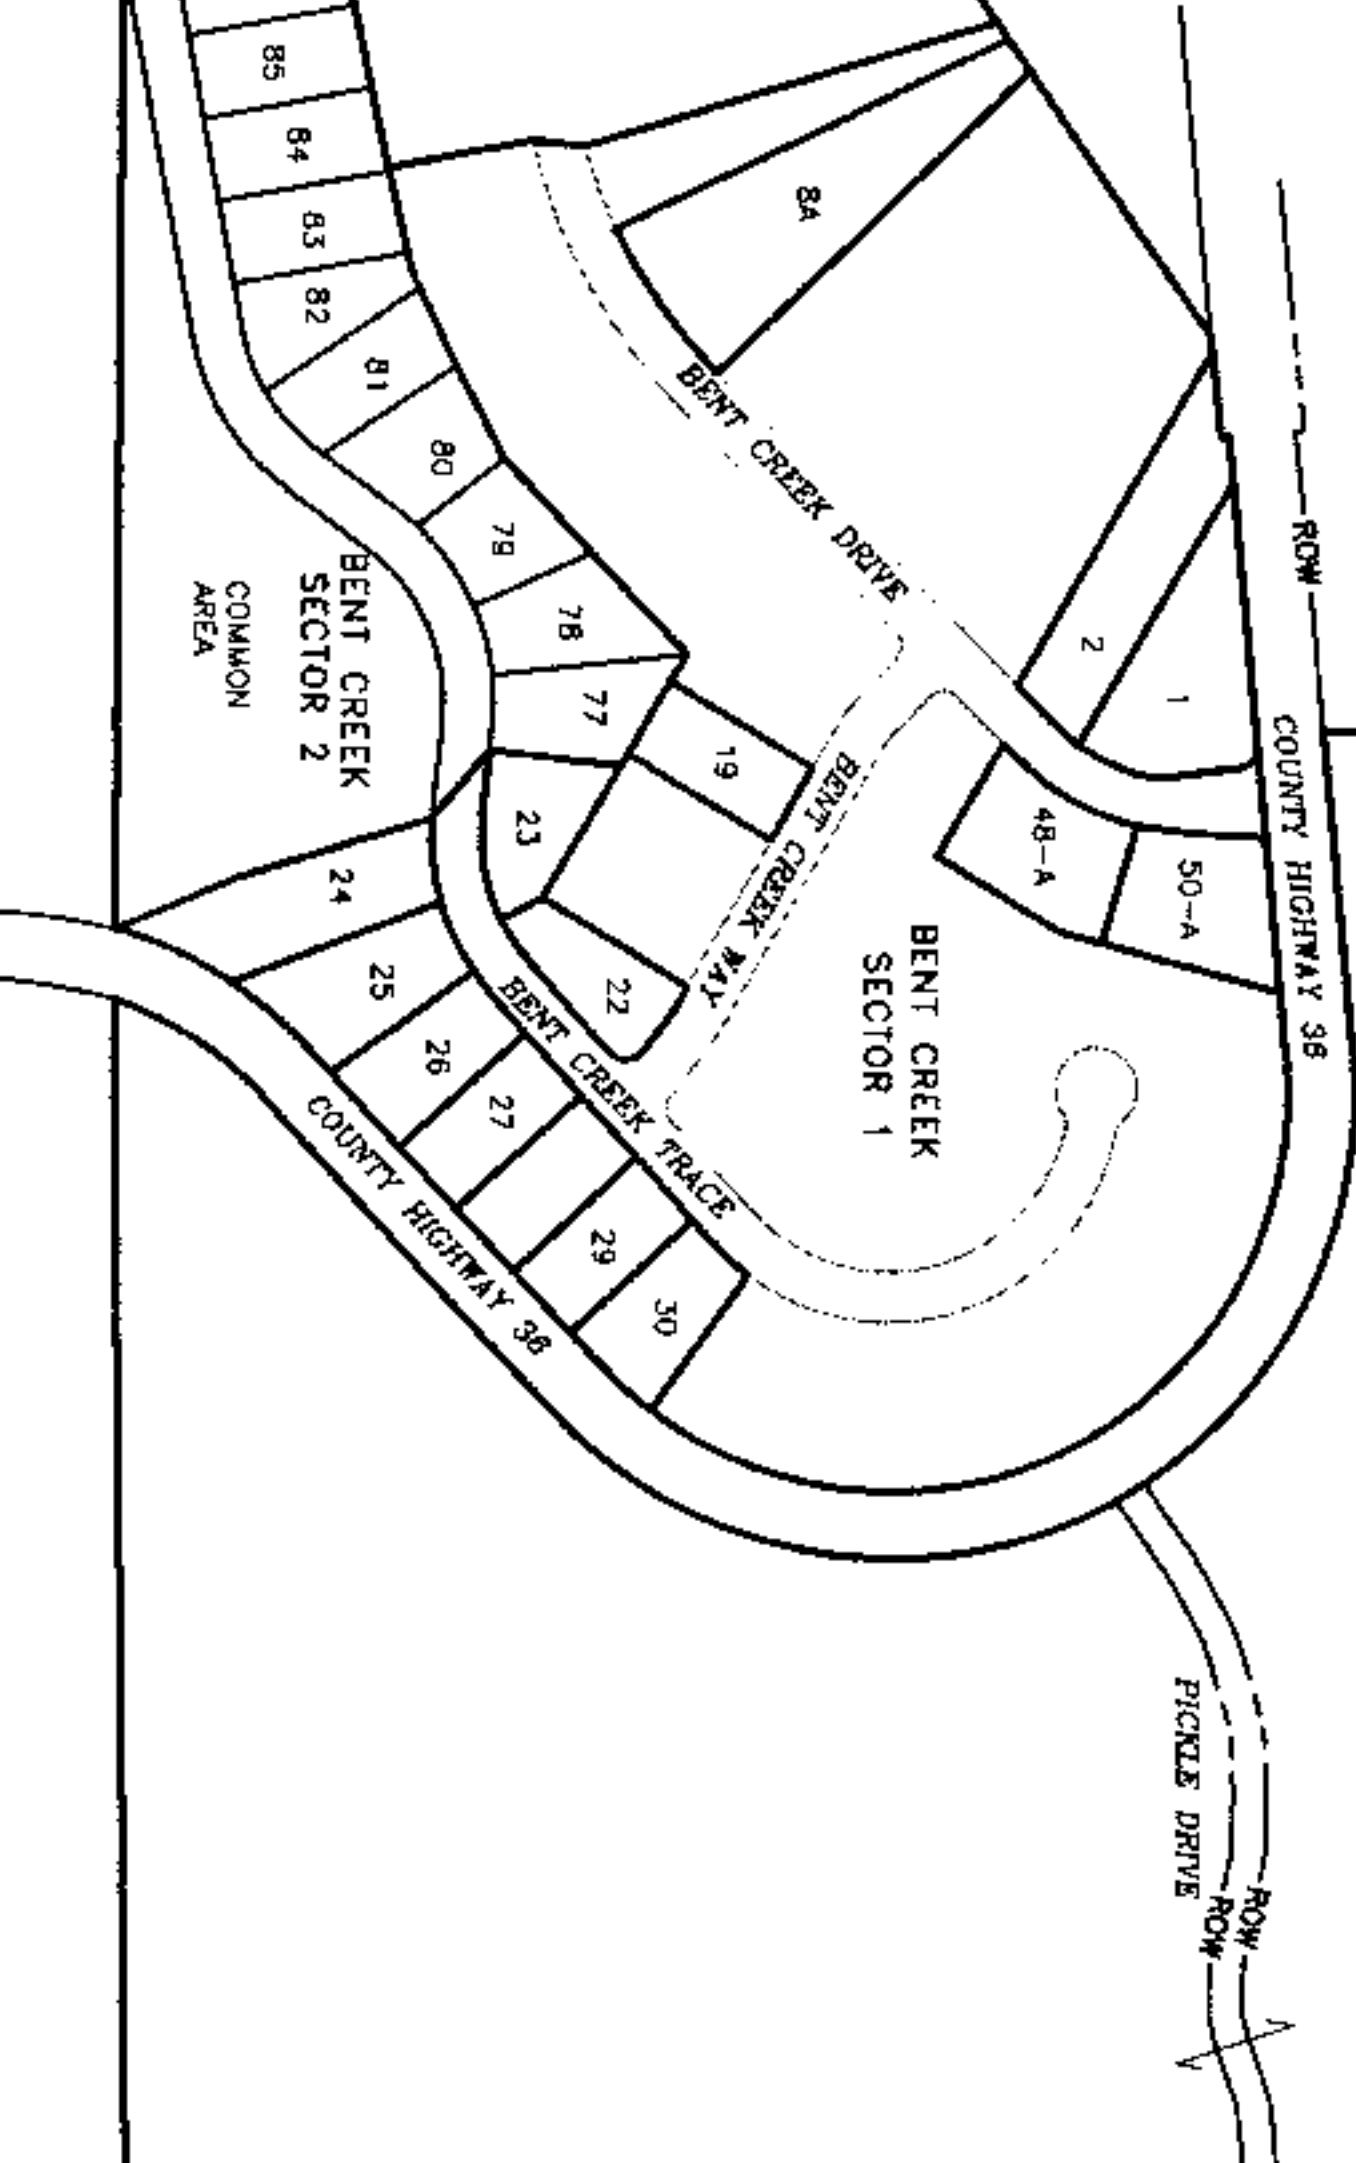 85
84
83
82
81
80
79
78
77
8A
BENT CREEK DRIVE
2
1
ROW
COUNTY HIGHWAY 36
19
BENT CREEK WAY
48-A
50-A
BENT CREEK
SECTOR 2
COMMON
AREA
23
24
22
25
26
27
29
30
BENT CREEK
SECTOR 1
BENT CREEK TRACE
COUNTY HIGHWAY 36
PICKLE DRIVE
ROW
ROW